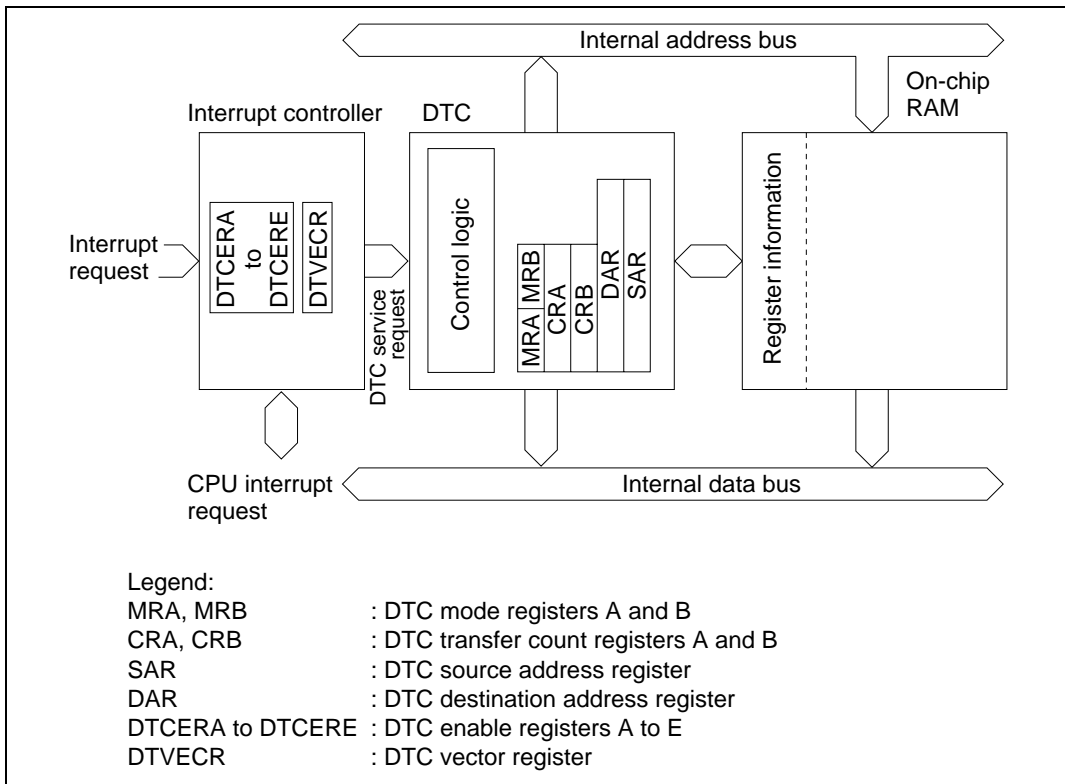 Internal address bus
On-chip
RAM
Interrupt controller
DTC
Interrupt
request
DTCERA
to
DTCERE
DTVECR
DTC service
request
Control logic
MRA
MRB
CRA
CRB
DAR
SAR
Register information
CPU interrupt
request
Internal data bus
Legend:
MRA, MRB : DTC mode registers A and B
CRA, CRB : DTC transfer count registers A and B
SAR : DTC source address register
DAR : DTC destination address register
DTCERA to DTCERE : DTC enable registers A to E
DTVECR : DTC vector register